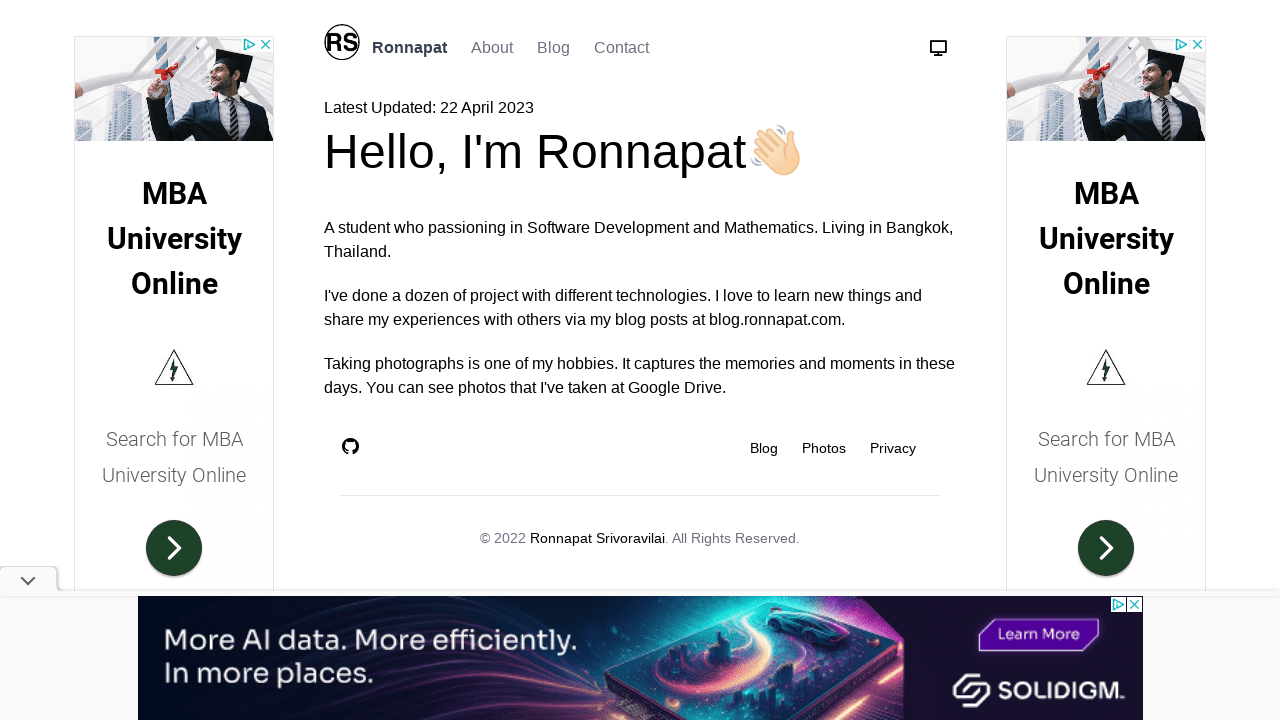 RS Ronnapat About Blog Contact
Latest Updated: 22 April 2023
Hello, I'm Ronnapat👋🏻
A student who passioning in Software Development and Mathematics. Living in Bangkok,
Thailand.
I've done a dozen of project with different technologies. I love to learn new things and
share my experiences with others via my blog posts at blog.ronnapat.com.
Taking photographs is one of my hobbies. It captures the memories and moments in these
days. You can see photos that I've taken at Google Drive.
Blog Photos Privacy
© 2022 Ronnapat Srivoravilai. All Rights Reserved.
MBA
University
Online
Search for MBA
University Online
MBA
University
Online
Search for MBA
University Online
More AI data. More efficiently.
In more places.
Learn More
SOLIDIGM™